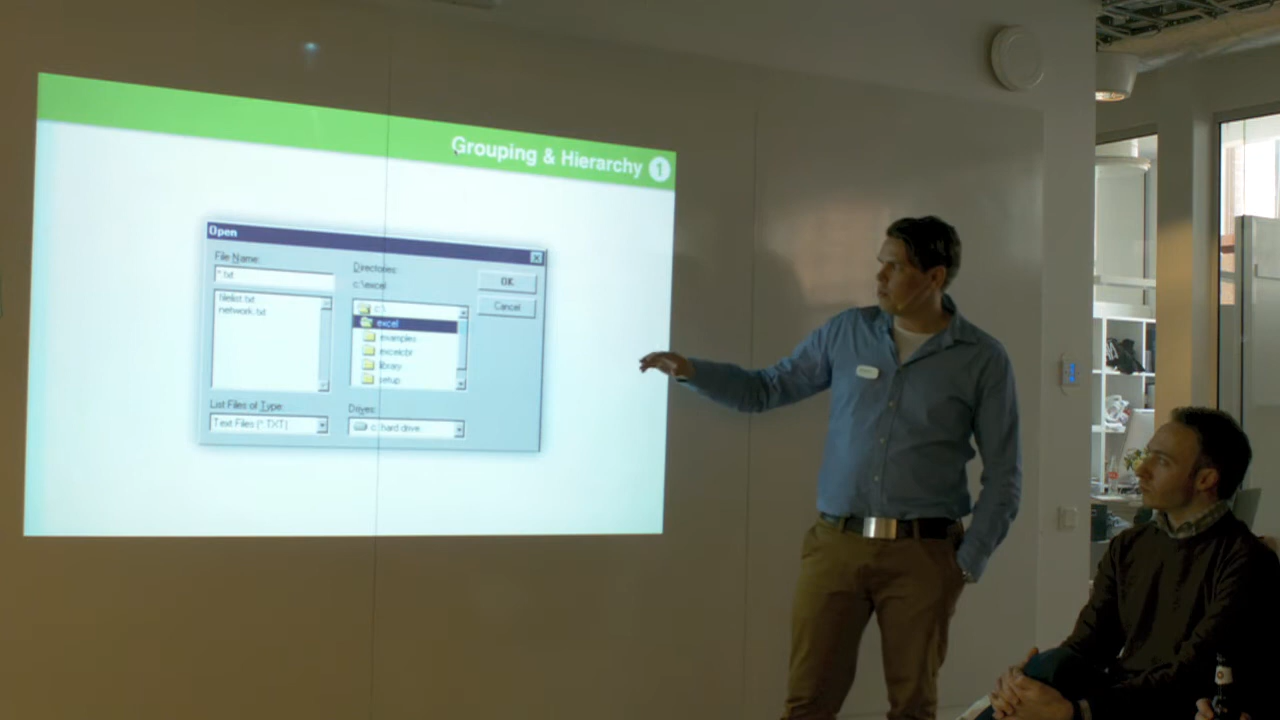 Grouping & Hierarchy 1
Open
File Name:
*.txt
filelist.txt
network.txt
List Files of Type:
Text Files (*.TXT)
Directories:
c:\excel
c:\
excel
examples
excelcbr
library
setup
Drives:
c: hard drive
OK
Cancel